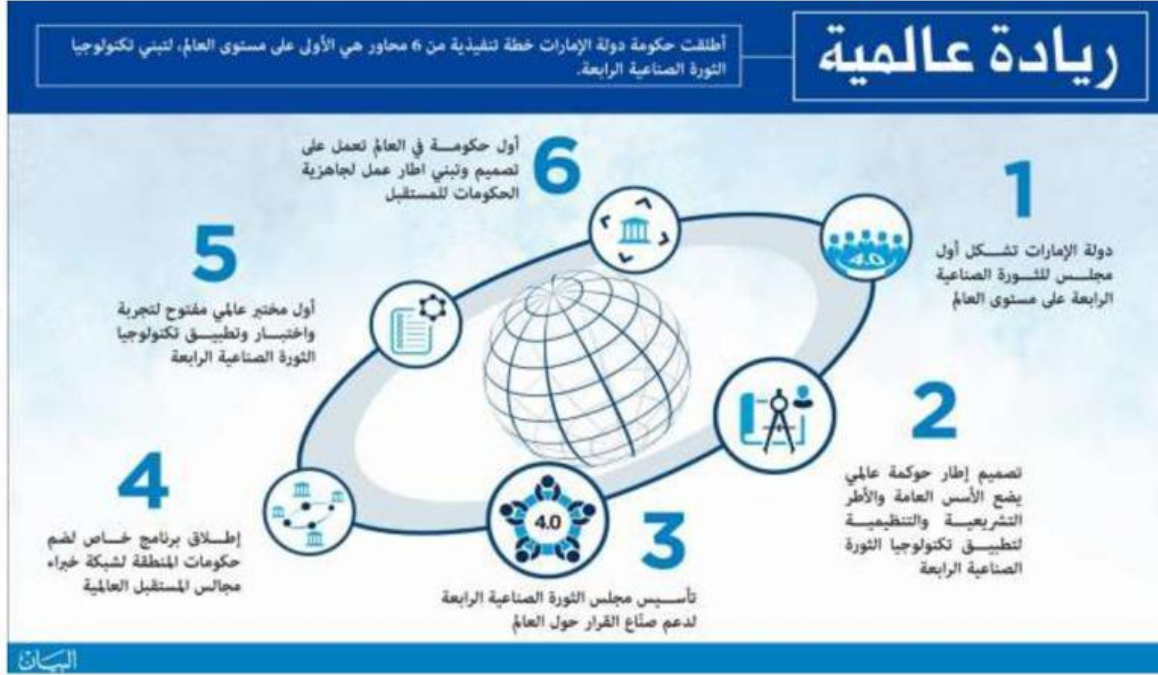 ريادة عالمية
أطلقت حكومة دولة الإمارات خطة تنفيذية من 6 محاور هي الأولى على مستوى العالم، لتبني تكنولوجيا
الثورة الصناعية الرابعة.
1
دولة الإمارات تشكل أول
مجلس للثورة الصناعية
الرابعة على مستوى العالم
4.0
2
تصميم إطار حوكمة عالمي
يضع الأسس العامة والأطر
التشريعية والتنظيمية
لتطبيق تكنولوجيا الثورة
الصناعية الرابعة
3
4.0
تأسيس مجلس الثورة الصناعية الرابعة
لدعم صنّاع القرار حول العالم
4
إطلاق برنامج خاص لضم
حكومات المنطقة لشبكة خبراء
مجالس المستقبل العالمية
5
أول مختبر عالمي مفتوح لتجربة
واختبار وتطبيق تكنولوجيا
الثورة الصناعية الرابعة
6
أول حكومة في العالم تعمل على
تصميم وتبني اطار عمل لجاهزية
الحكومات للمستقبل
البيان